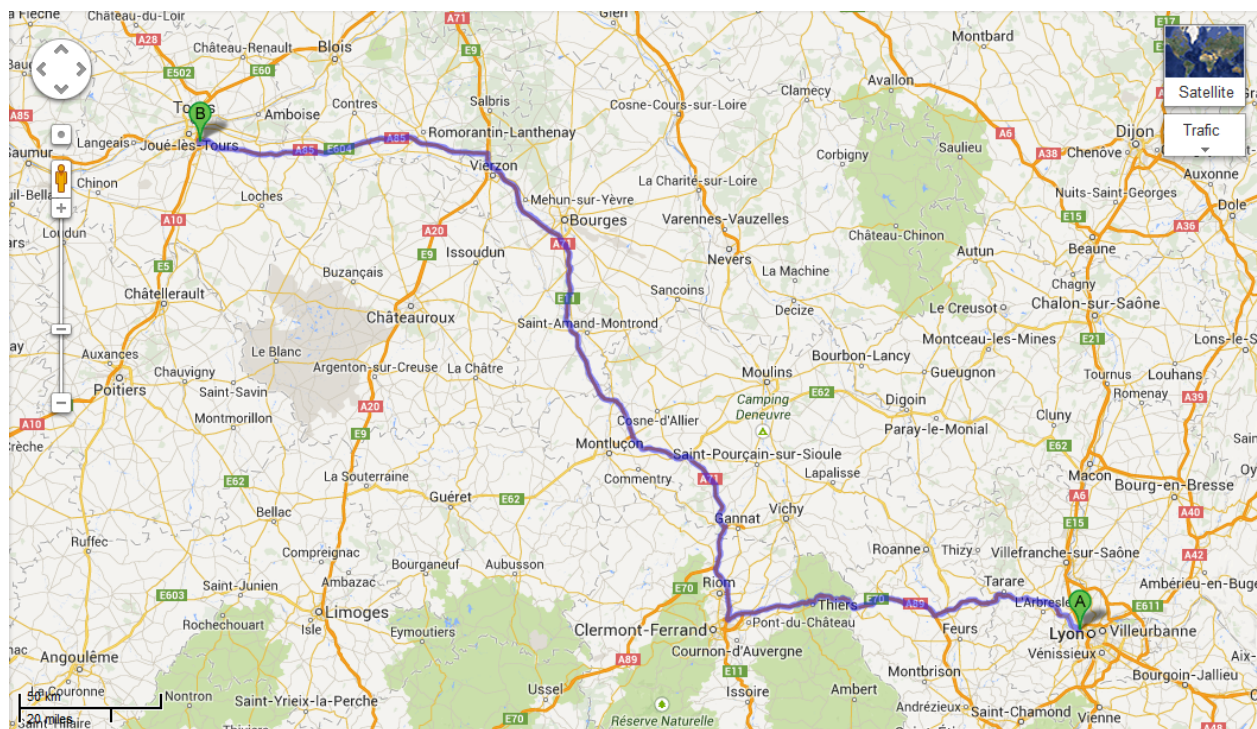 La Flèche
Château-du-Loir
A71
Gien
Montbard
E17
A28
Château-Renault
Blois
E9
E502
E60
Avallon
Satellite
Contres
Salbris
Cosne-Cours-sur-Loire
Clamecy
B
Amboise
A85
Trafic
Langeais
Joué-lès-Tours
Romorantin-Lanthenay
A6
Dijon
Saumur
A85
E604
A85
Corbigny
Saulieu
A38
Chenôve
Vierzon
Auxonne
Chinon
Loches
La Charité-sur-Loire
Nuits-Saint-Georges
Mehun-sur-Yèvre
Dole
A10
Bourges
Varennes-Vauzelles
E15
A36
Loudun
A20
A71
Château-Chinon
Beaune
E9
Issoudun
Nevers
Autun
E5
Buzançais
La Machine
Chagny
Châtellerault
Sancoins
E11
Decize
Le Creusot
Chalon-sur-Saône
Châteauroux
Saint-Amand-Montrond
Montceau-les-Mines
E21
Auxances
Le Blanc
Bourbon-Lancy
Chauvigny
Argenton-sur-Creuse
La Châtre
Moulins
Gueugnon
Tournus
Louhans
Poitiers
Saint-Savin
E62
Romenay
A39
Camping
Deneuvre
Digoin
Montmorillon
A20
Cosne-d'Allier
Cluny
A10
E9
Paray-le-Monial
Montluçon
E62
Saint-Pourçain-sur-Sioule
La Souterraine
Commentry
A71
Lapalisse
Macon
E62
Bourg-en-Bresse
Guéret
E62
A6
Bellac
Gannat
Vichy
E15
A40
Ruffec
Roanne
Thizy
Villefranche-sur-Saône
A42
Compreignac
Bourganeuf
Aubusson
Saint-Junien
Ambazac
E70
Riom
Tarare
Ambérieu-en-Bugey
E603
Limoges
Thiers
E70
A89
L'Arbresle
A
E611
Rochechouart
Isle
Eymoutiers
Clermont-Ferrand
Pont-du-Château
Feurs
Lyon
Villeurbanne
Cournon-d'Auvergne
Vénissieux
Angoulême
A89
E11
Montbrison
Bourgoin-Jallieu
La Couronne
50 km
Nontron
Saint-Yrieix-la-Perche
Ussel
Issoire
Ambert
Andrézieux
Saint-Chamond
Vienne
20 miles
E70
Réserve Naturelle
A48